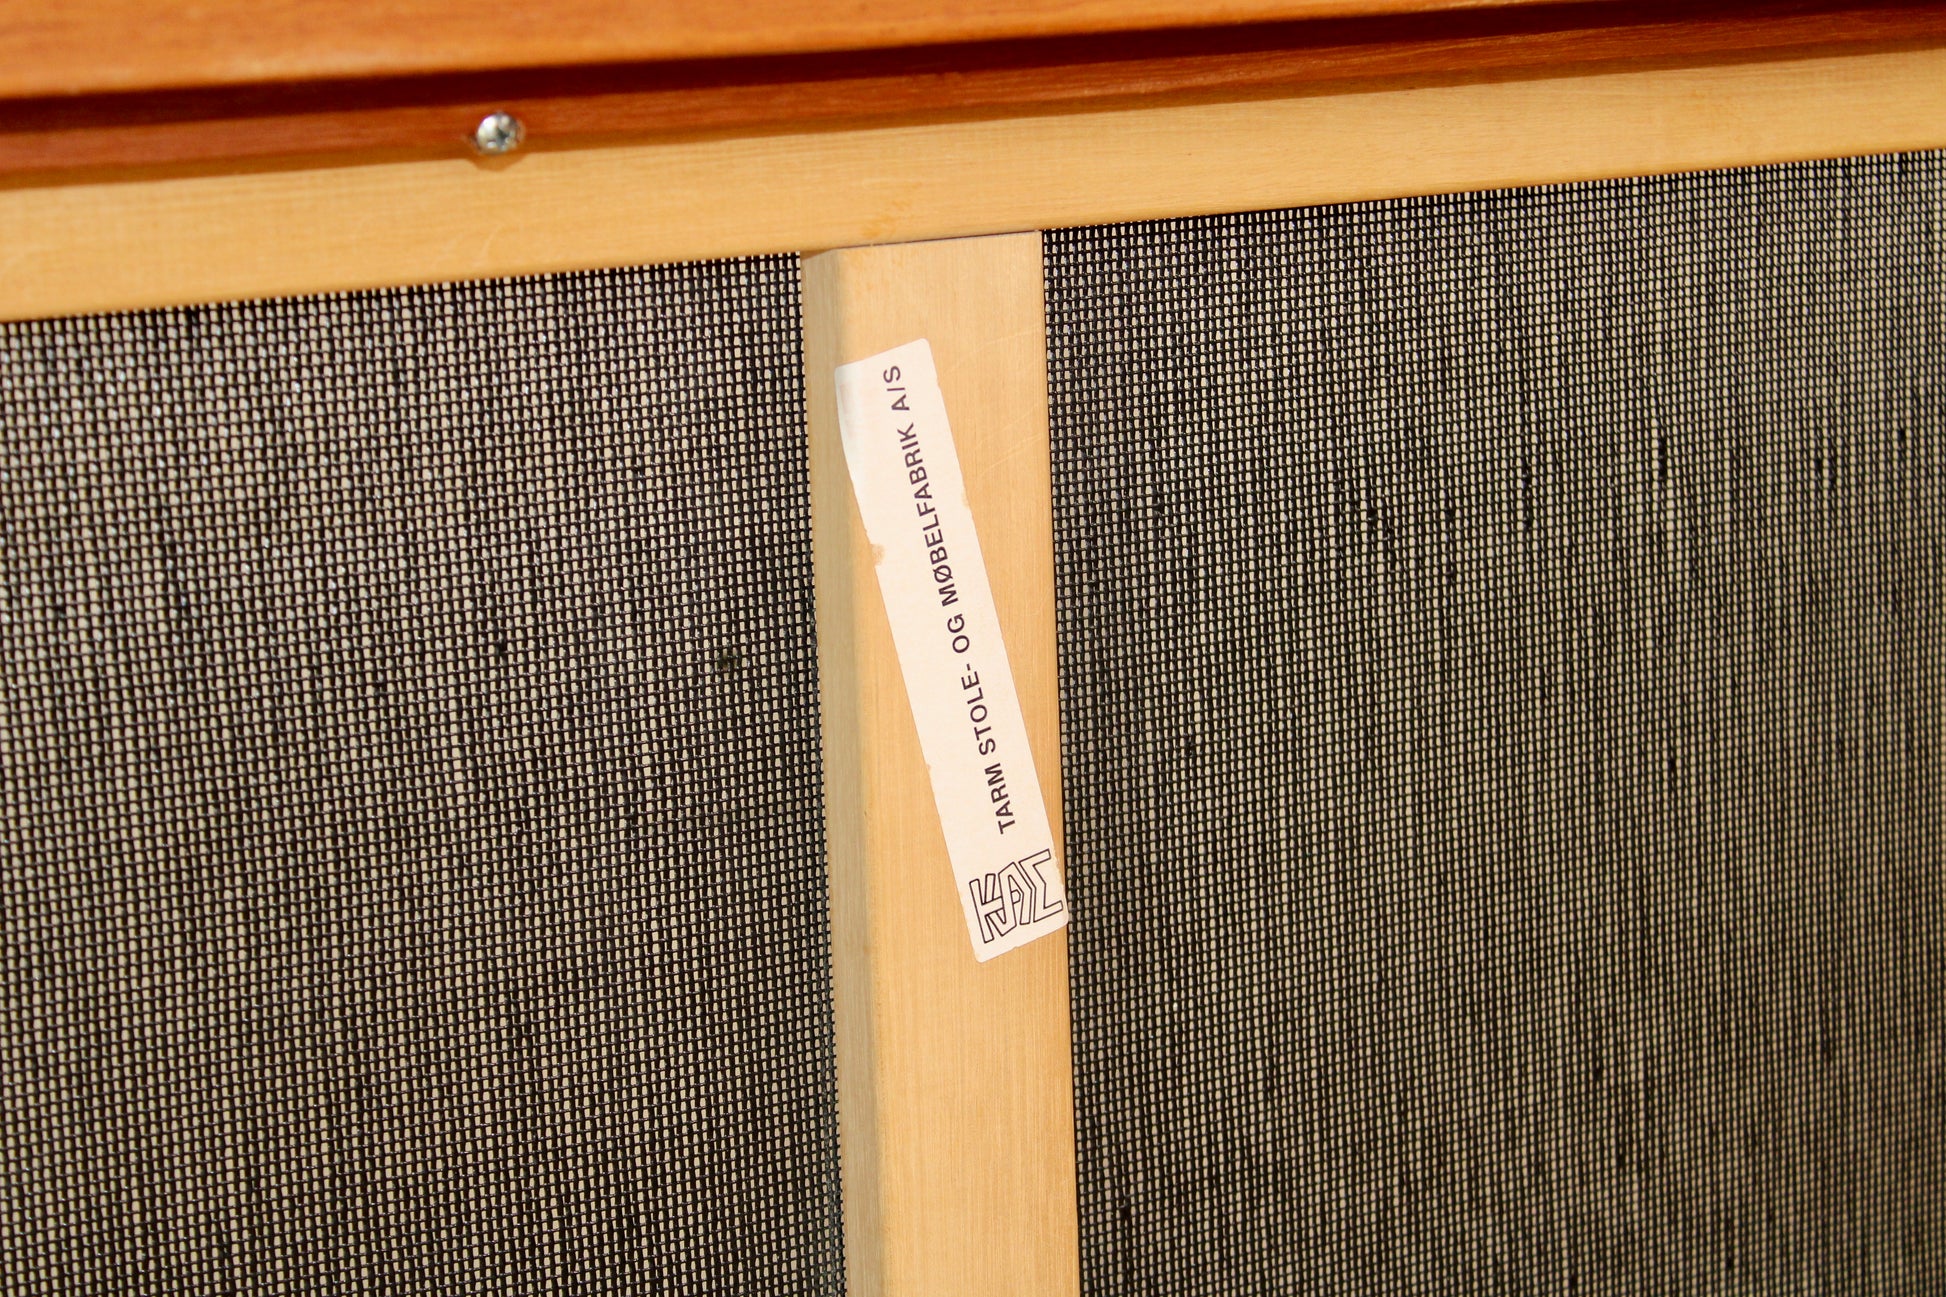 TARM STOLE- OG MØBELFABRIK A/S